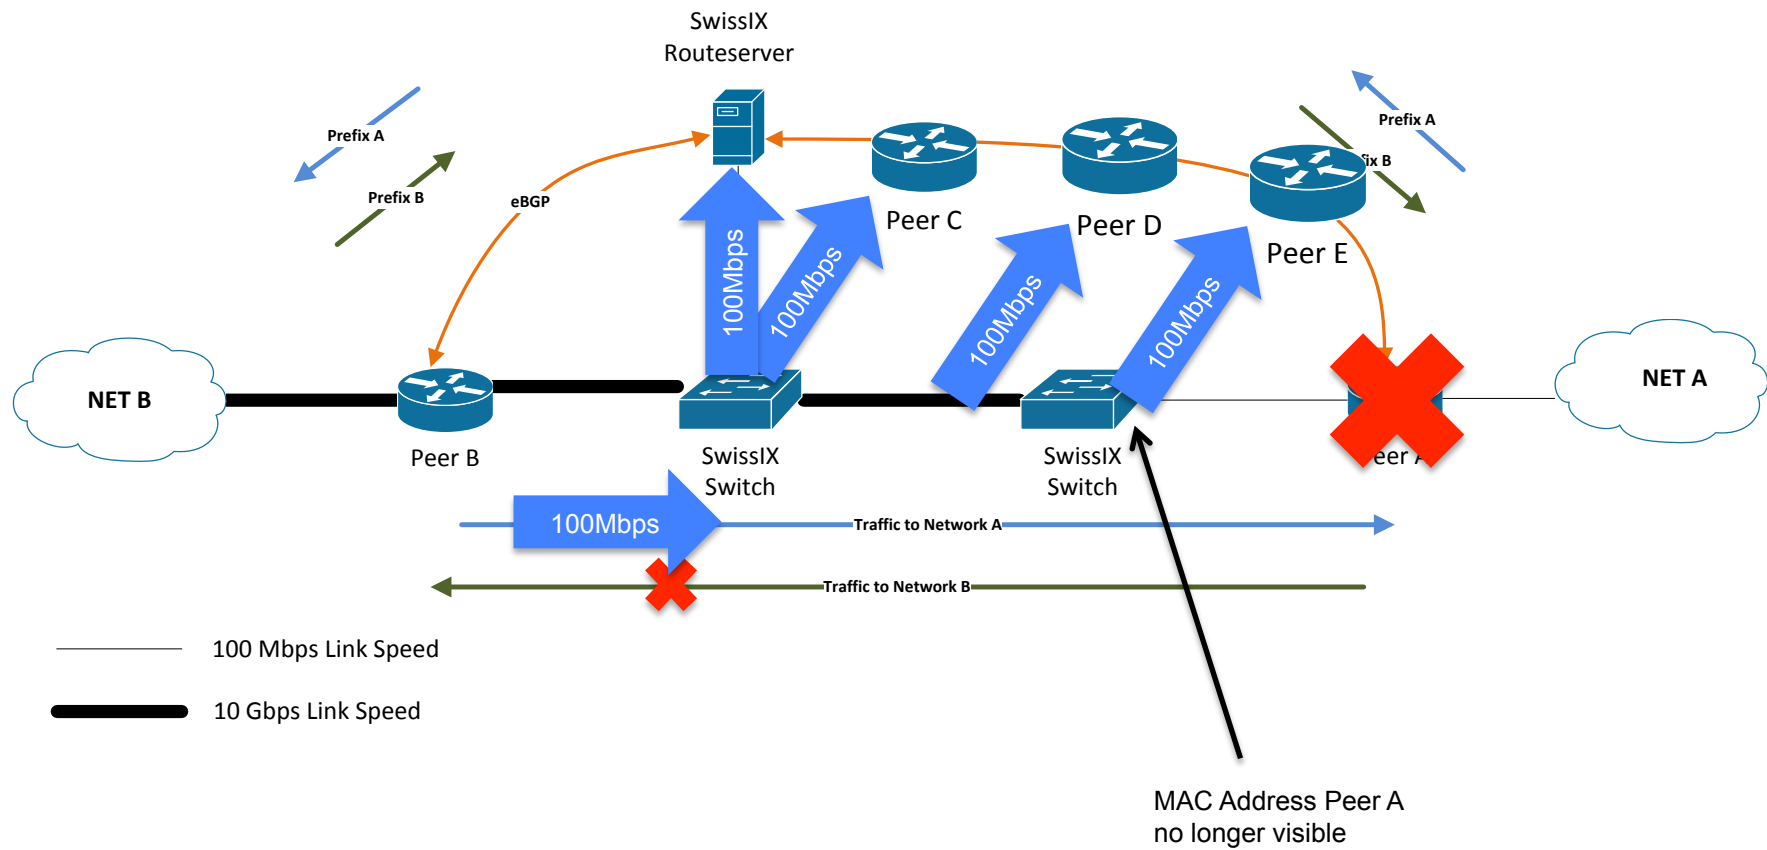 SwissIX
Routeserver
Prefix A
Prefix B
eBGP
Prefix A
fix B
Peer C
Peer D
Peer E
100Mbps
100Mbps
100Mbps
100Mbps
NET B
NET A
Peer B
SwissIX
Switch
SwissIX
Switch
eer A
100Mbps
Traffic to Network A
Traffic to Network B
100 Mbps Link Speed
10 Gbps Link Speed
MAC Address Peer A
no longer visible